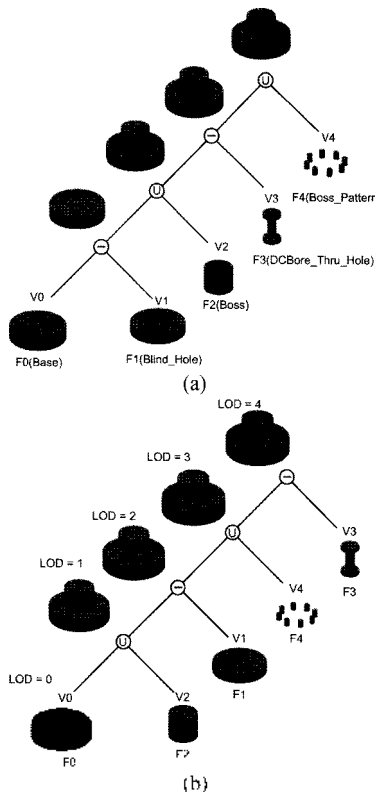 U
−
V4
U
F4(Boss_Pattern)
V3
−
F3(DCBore_Thru_Hole)
V2
F2(Boss)
V0
V1
F0(Base)
F1(Blind_Hole)
(a)
LOD = 4
LOD = 3
−
LOD = 2
U
V3
F3
LOD = 1
−
V4
F4
U
V1
F1
LOD = 0
V0
V2
F0
F2
(b)